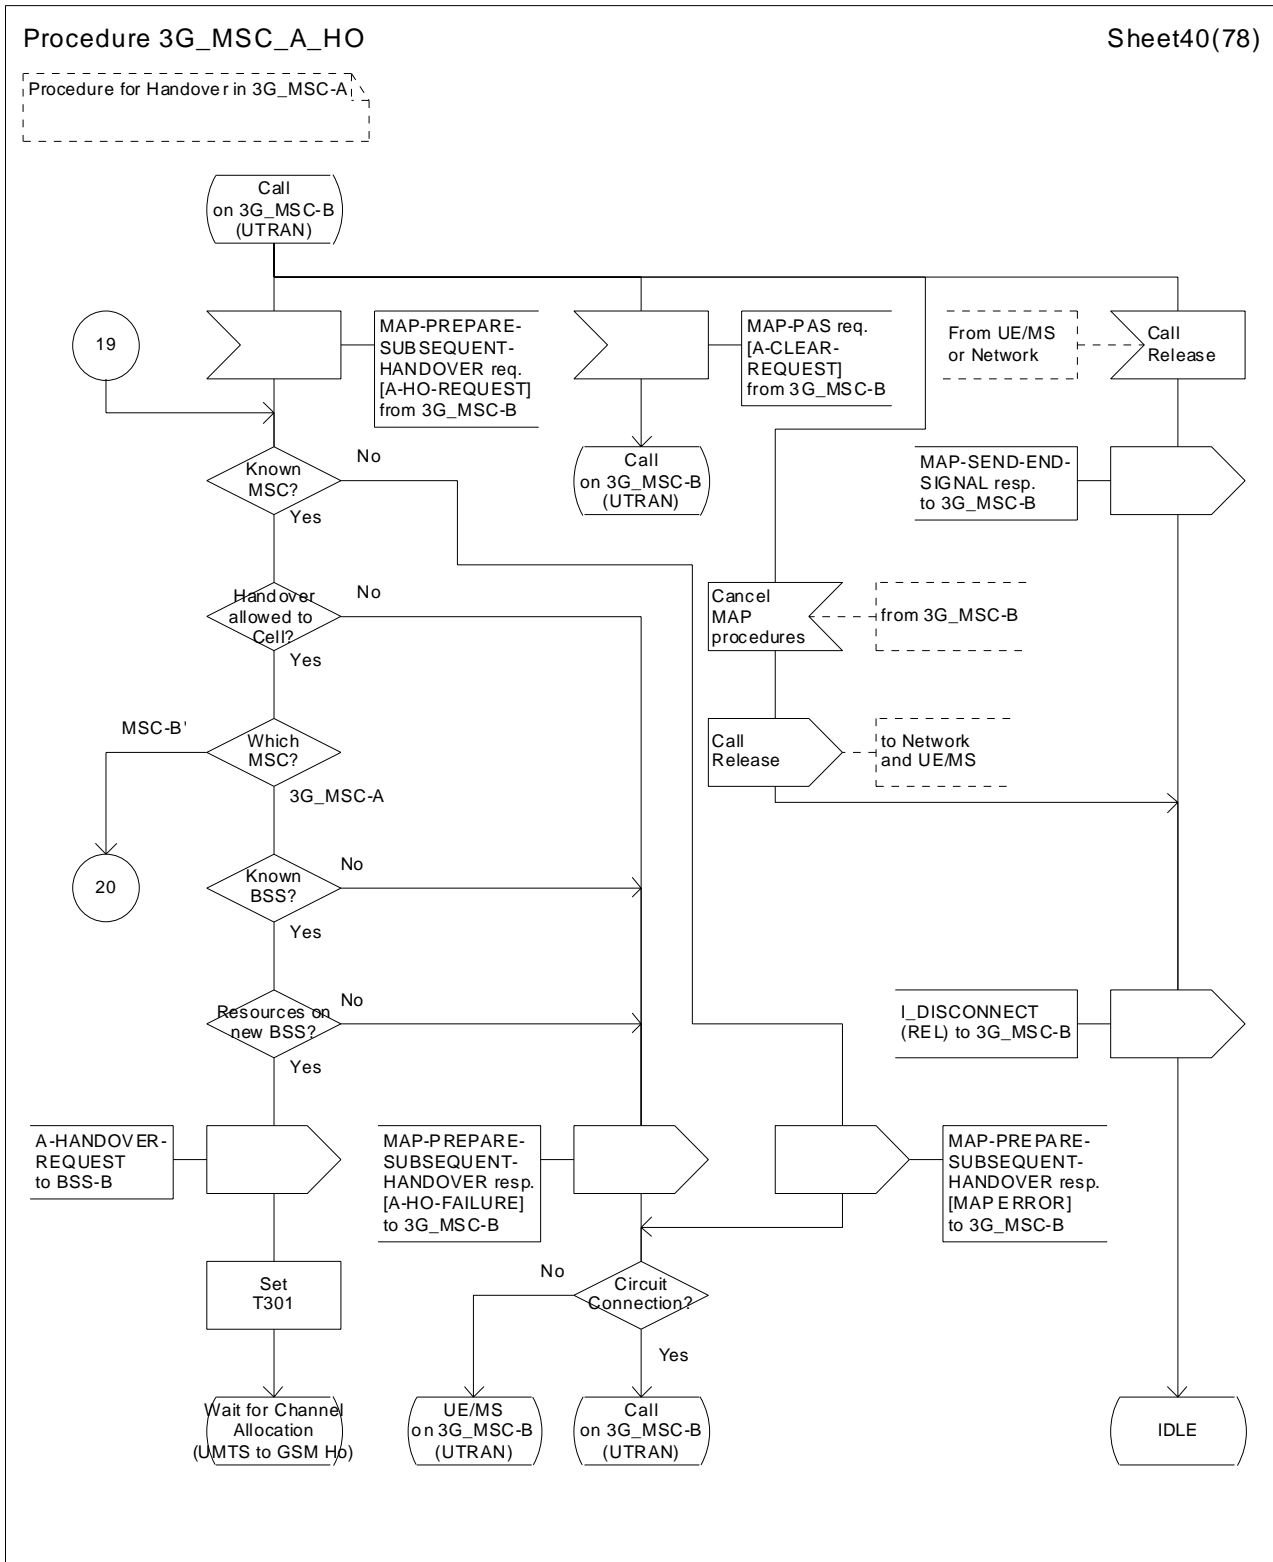 Procedure 3G_MSC_A_HO
Sheet40(78)
Procedure for Handover in 3G_MSC-A
Call
on 3G_MSC-B
(UTRAN)
19
MAP-PREPARE-
SUBSEQUENT-
HANDOVER req.
[A-HO-REQUEST]
from 3G_MSC-B
MAP-PAS req.
[A-CLEAR-
REQUEST]
from 3G_MSC-B
From UE/MS
or Network
Call
Release
Known
MSC?
No
Yes
Call
on 3G_MSC-B
(UTRAN)
MAP-SEND-END-
SIGNAL resp.
to 3G_MSC-B
Handover
allowed to
Cell?
No
Yes
Cancel
MAP
procedures
from 3G_MSC-B
MSC-B'
Which
MSC?
3G_MSC-A
Call
Release
to Network
and UE/MS
20
Known
BSS?
No
Yes
Resources on
new BSS?
No
Yes
I_DISCONNECT
(REL) to 3G_MSC-B
A-HANDOVER-
REQUEST
to BSS-B
MAP-PREPARE-
SUBSEQUENT-
HANDOVER resp.
[A-HO-FAILURE]
to 3G_MSC-B
MAP-PREPARE-
SUBSEQUENT-
HANDOVER resp.
[MAP ERROR]
to 3G_MSC-B
Set
T301
No
Circuit
Connection?
Yes
Wait for Channel
Allocation
(UMTS to GSM Ho)
UE/MS
on 3G_MSC-B
(UTRAN)
Call
on 3G_MSC-B
(UTRAN)
IDLE